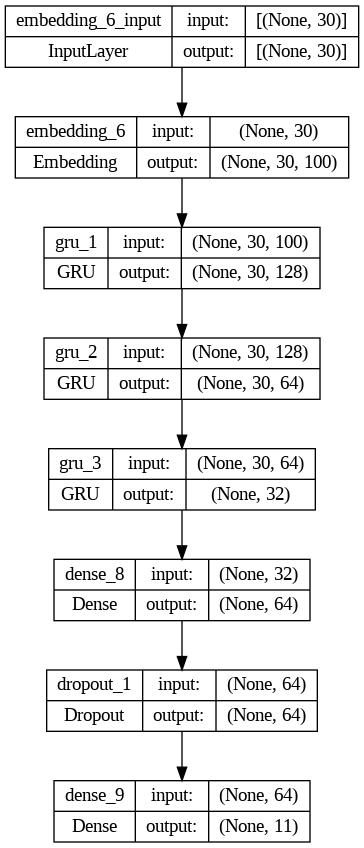 embedding_6_input input: [(None, 30)]
InputLayer output: [(None, 30)]
embedding_6 input: (None, 30)
Embedding output: (None, 30, 100)
gru_1 input: (None, 30, 100)
GRU output: (None, 30, 128)
gru_2 input: (None, 30, 128)
GRU output: (None, 30, 64)
gru_3 input: (None, 30, 64)
GRU output: (None, 32)
dense_8 input: (None, 32)
Dense output: (None, 64)
dropout_1 input: (None, 64)
Dropout output: (None, 64)
dense_9 input: (None, 64)
Dense output: (None, 11)